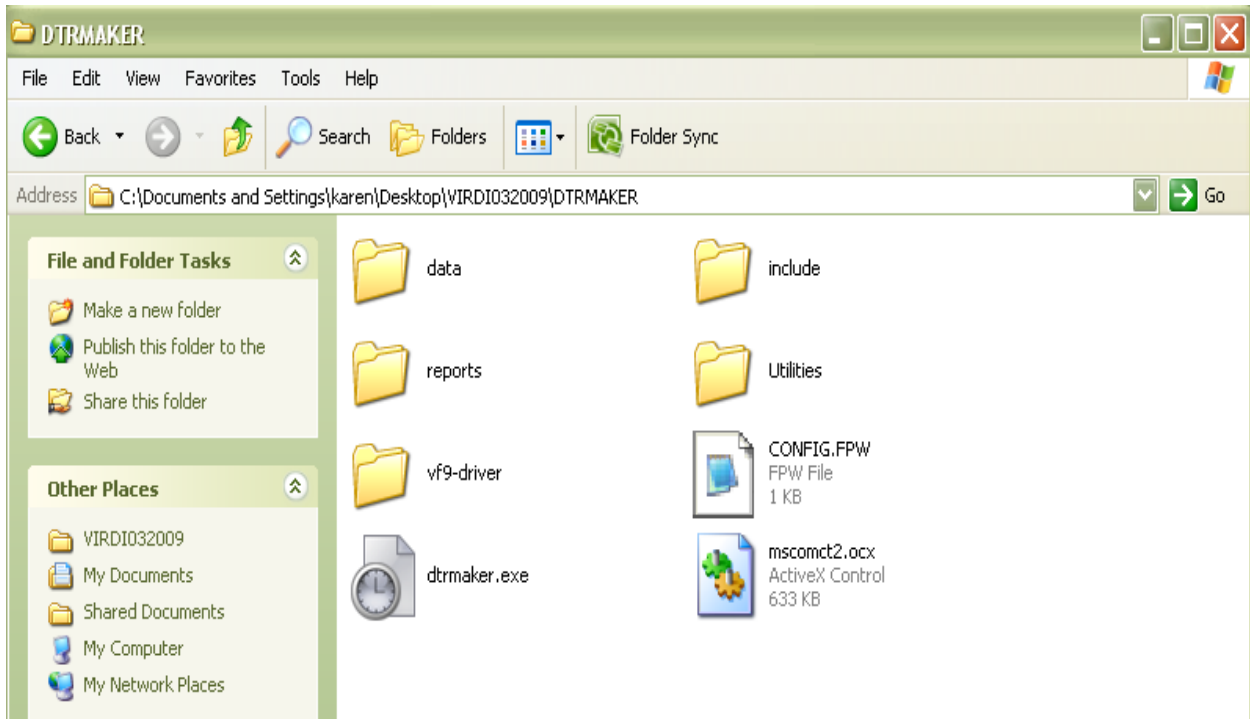 DTRMAKER
File Edit View Favorites Tools Help
Back Search Folders Folder Sync
Address C:\Documents and Settings\karen\Desktop\VIRDI032009\DTRMAKER Go
File and Folder Tasks
Make a new folder
Publish this folder to the
Web
Share this folder
Other Places
VIRDI032009
My Documents
Shared Documents
My Computer
My Network Places
data
include
reports
Utilities
vf9-driver
CONFIG.FPW
FPW File
1 KB
dtrmaker.exe
mscomct2.ocx
ActiveX Control
633 KB